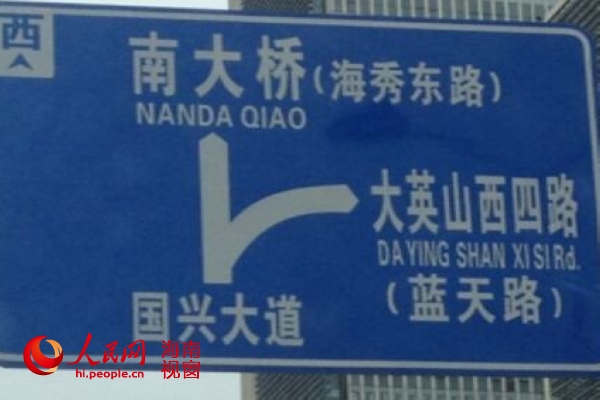 西
南大桥(海秀东路)
NANDA QIAO
大英山西四路
DA YING SHAN XI SI Rd.
(蓝天路)
国兴大道
人民网 海南视窗
hi.people.cn